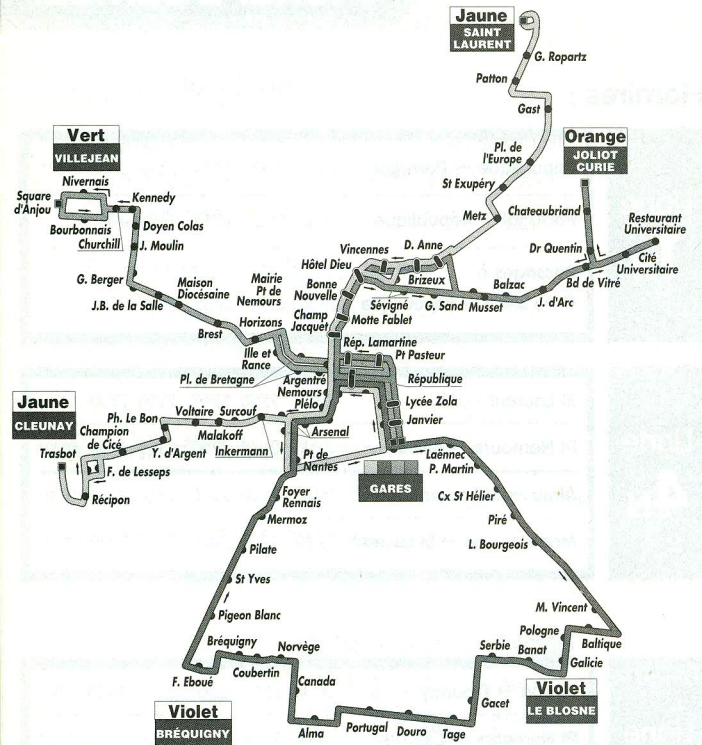 Jaune
SAINT
LAURENT
G. Ropartz
Patton
Gast
Pl. de
l'Europe
St Exupéry
Metz
Orange
JOLIOT
CURIE
Chateaubriand
Restaurant
Universitaire
Dr Quentin
Cité
Universitaire
Bd de Vitré
J. d'Arc
Balzac
Musset
G. Sand
Sévigné
Brizeux
D. Anne
Vincennes
Hôtel Dieu
Bonne
Nouvelle
Motte Fablet
Champ
Jacquet
Vert
VILLEJEAN
Nivernais
Square
d'Anjou
Kennedy
Bourbonnais
Churchill
Doyen Colas
J. Moulin
G. Berger
J.B. de la Salle
Maison
Diocésaine
Brest
Mairie
Pt de
Nemours
Horizons
Ille et
Rance
Pl. de Bretagne
Rép. Lamartine
Pt Pasteur
République
Argentré
Nemours
Plélo
Lycée Zola
Janvier
Arsenal
Jaune
CLEUNAY
Trasbot
Champion
de Cicé
Ph. Le Bon
Voltaire
Surcouf
Malakoff
Inkermann
Y. d'Argent
F. de Lesseps
Récipon
Pt de
Nantes
GARES
Laënnec
P. Martin
Cx St Hélier
Piré
L. Bourgeois
M. Vincent
Baltique
Pologne
Galicie
Banat
Serbie
Violet
LE BLOSNE
Gacet
Tage
Douro
Portugal
Alma
Canada
Norvège
Coubertin
Bréquigny
F. Eboué
Violet
BRÉQUIGNY
Pigeon Blanc
St Yves
Pilate
Mermoz
Foyer
Rennais